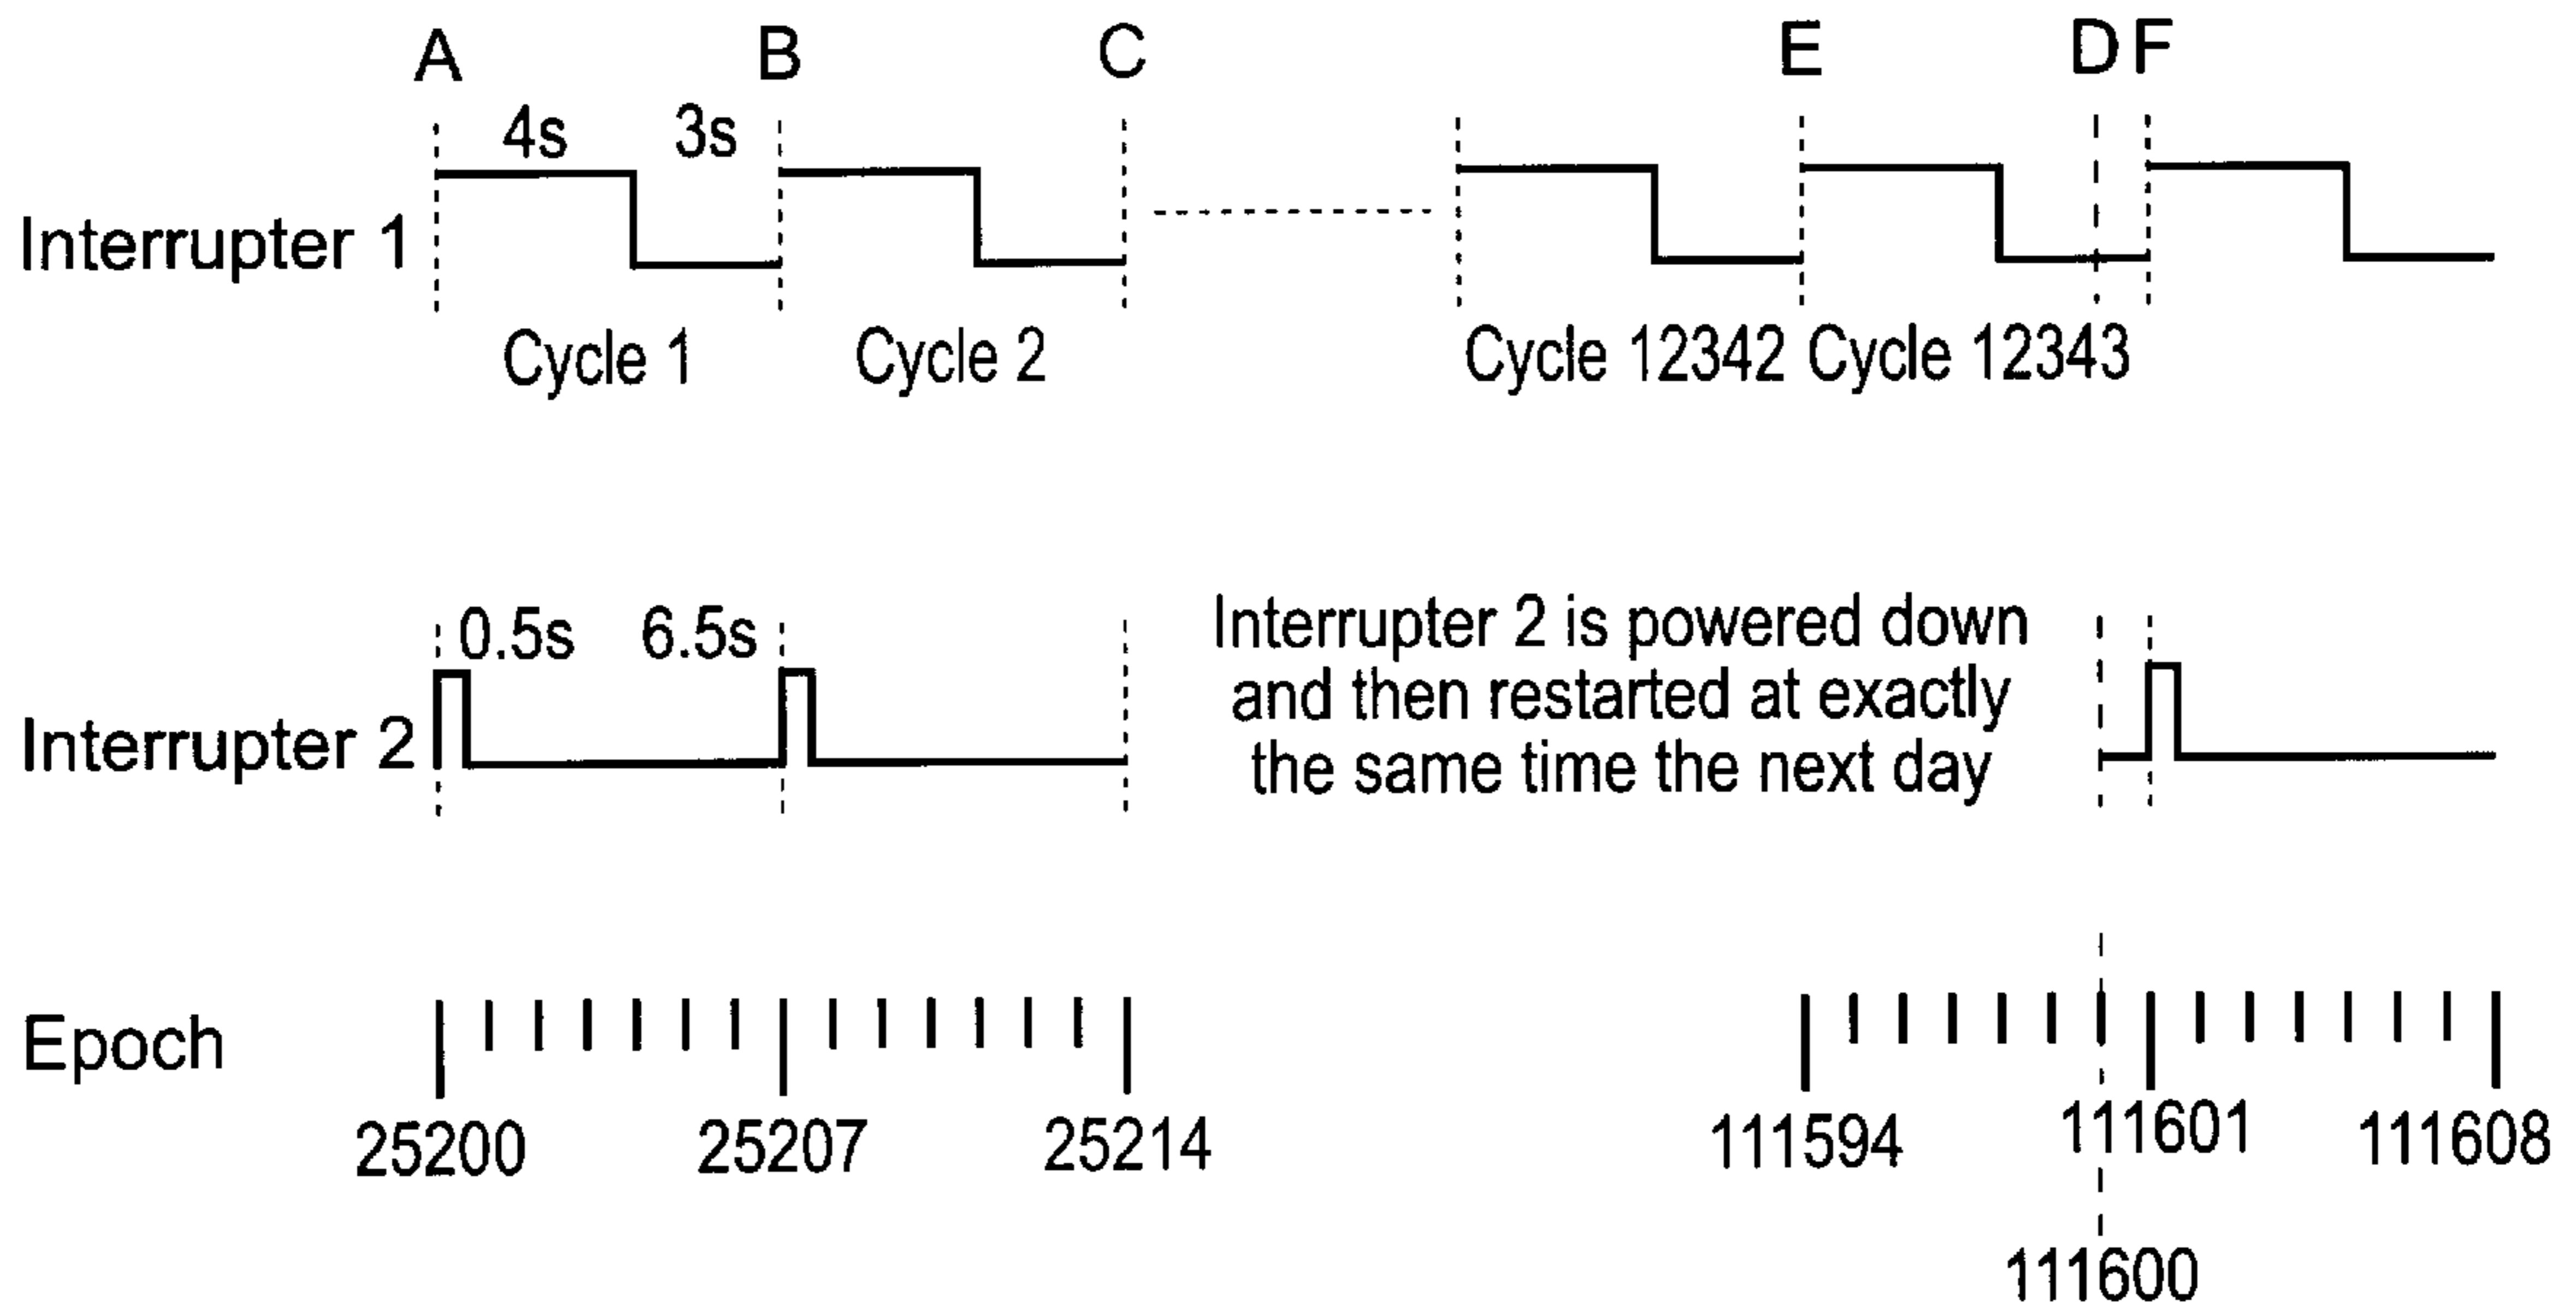 A B C E D F
4s 3s
Interrupter 1
Cycle 1 Cycle 2 Cycle 12342 Cycle 12343
0.5s 6.5s
Interrupter 2 is powered down
and then restarted at exactly
the same time the next day
Interrupter 2
Epoch
25200 25207 25214 111594 111601 111608
111600